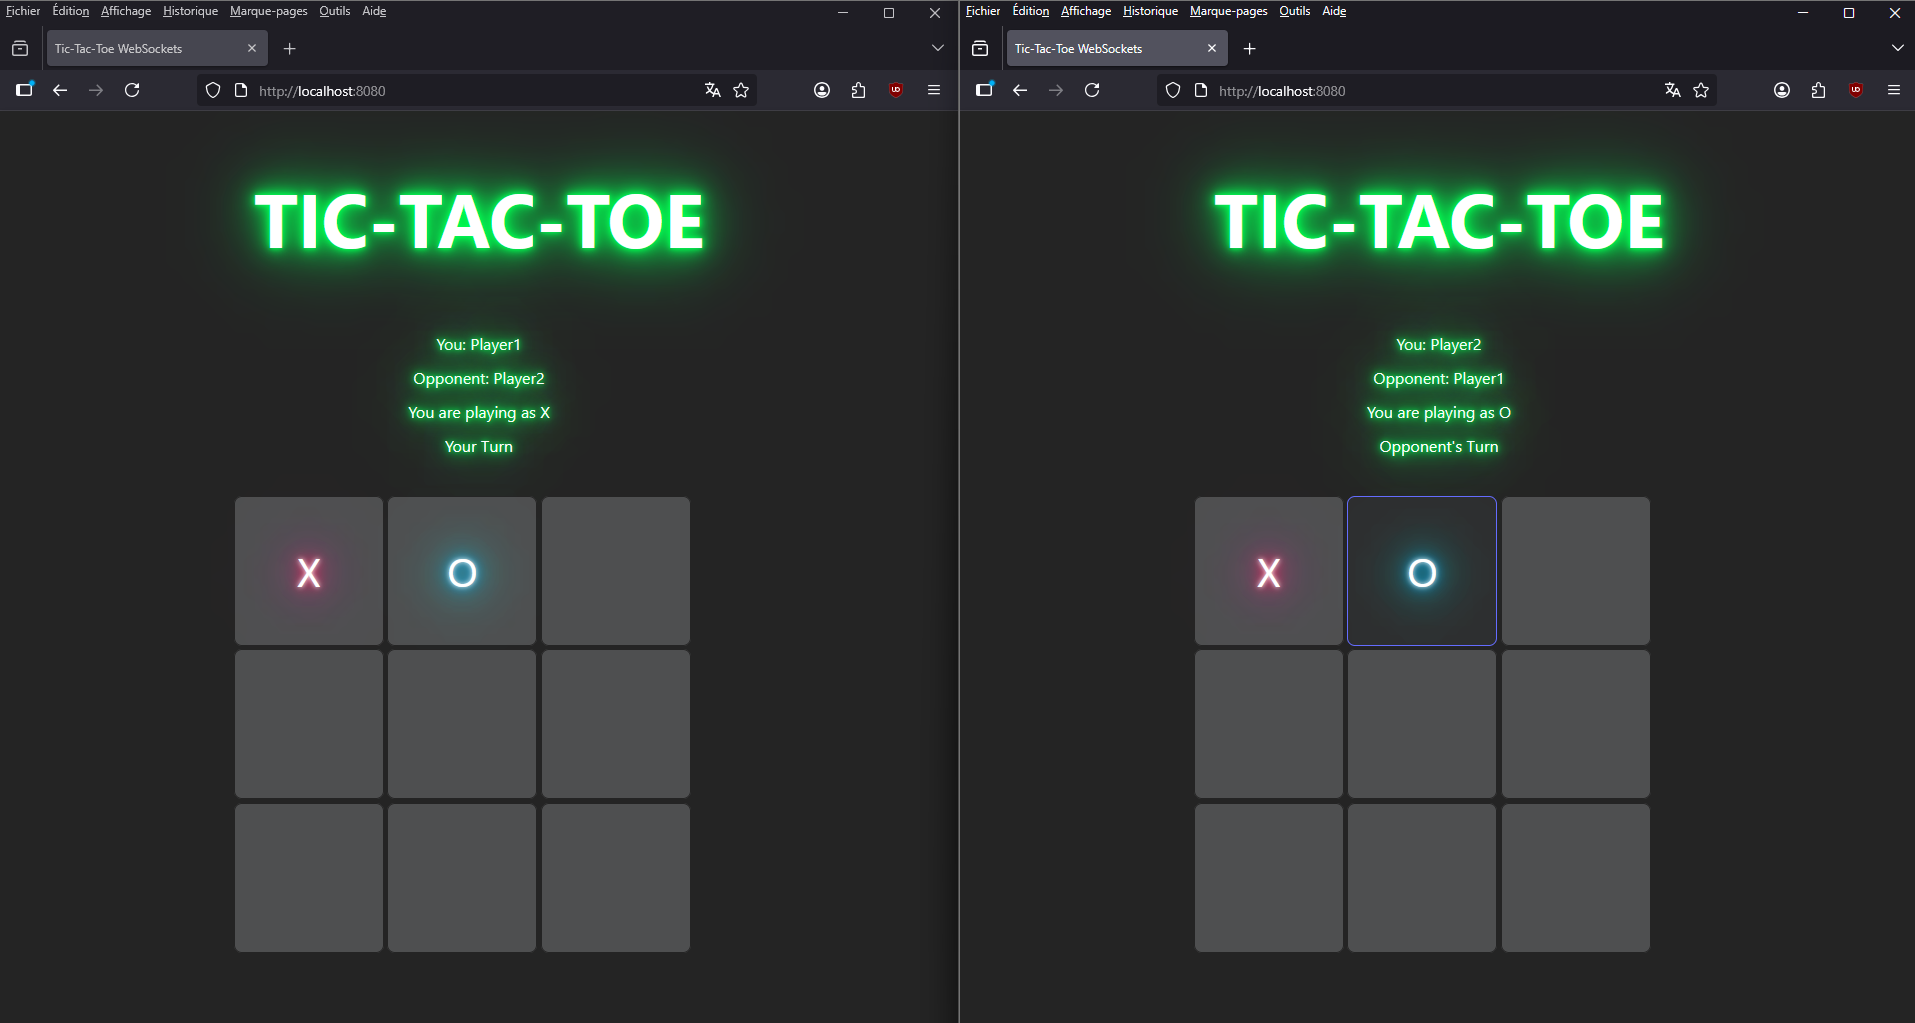 Fichier Édition Affichage Historique Marque-pages Outils Aide
Tic-Tac-Toe WebSockets
http://localhost:8080
TIC-TAC-TOE
You: Player1
Opponent: Player2
You are playing as X
Your Turn
X O
Fichier Édition Affichage Historique Marque-pages Outils Aide
Tic-Tac-Toe WebSockets
http://localhost:8080
TIC-TAC-TOE
You: Player2
Opponent: Player1
You are playing as O
Opponent's Turn
X O